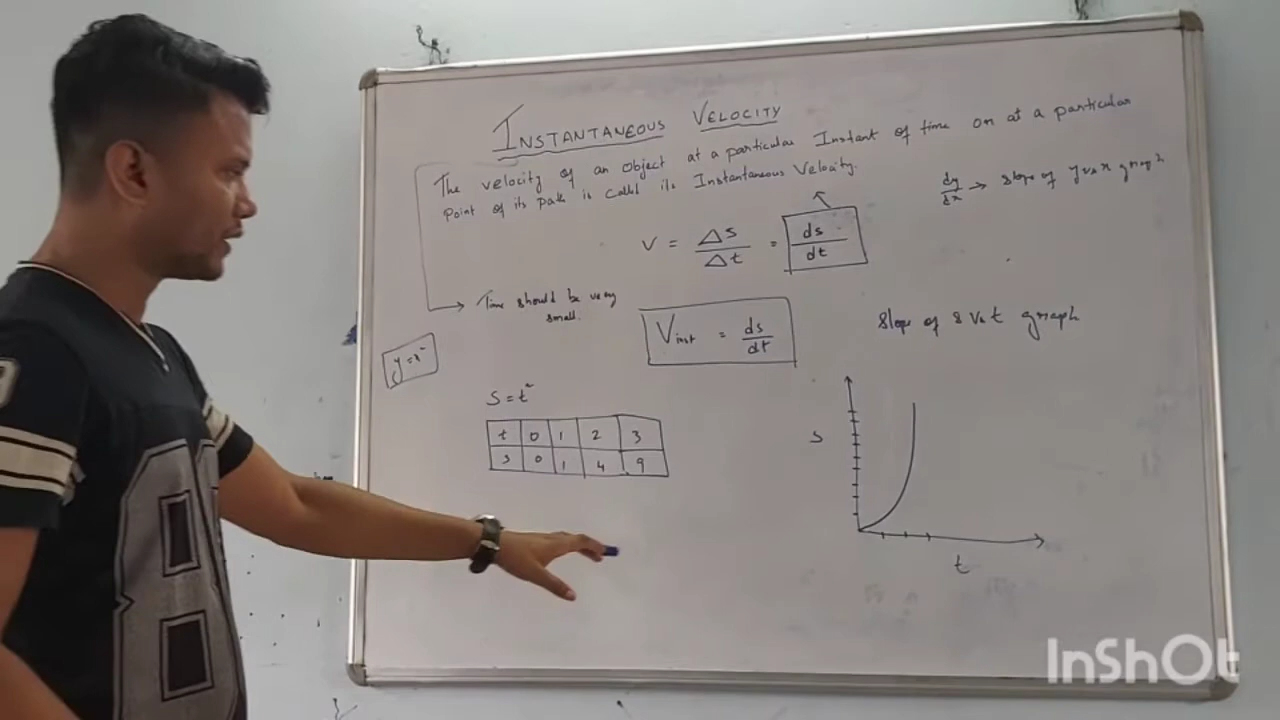 INSTANTANEOUS VELOCITY
The velocity of an object at a particular Instant of time or at a particular
point of its path is called its Instantaneous Velocity.
dy/dx → slope of y vs x graph
V = Δs/Δt = ds/dt
→ Time should be very
small.
V inst = ds/dt
slope of s vs t graph
y=x²
S = t²
t 0 1 2 3
s 0 1 4 9
s
t
8
InShOt